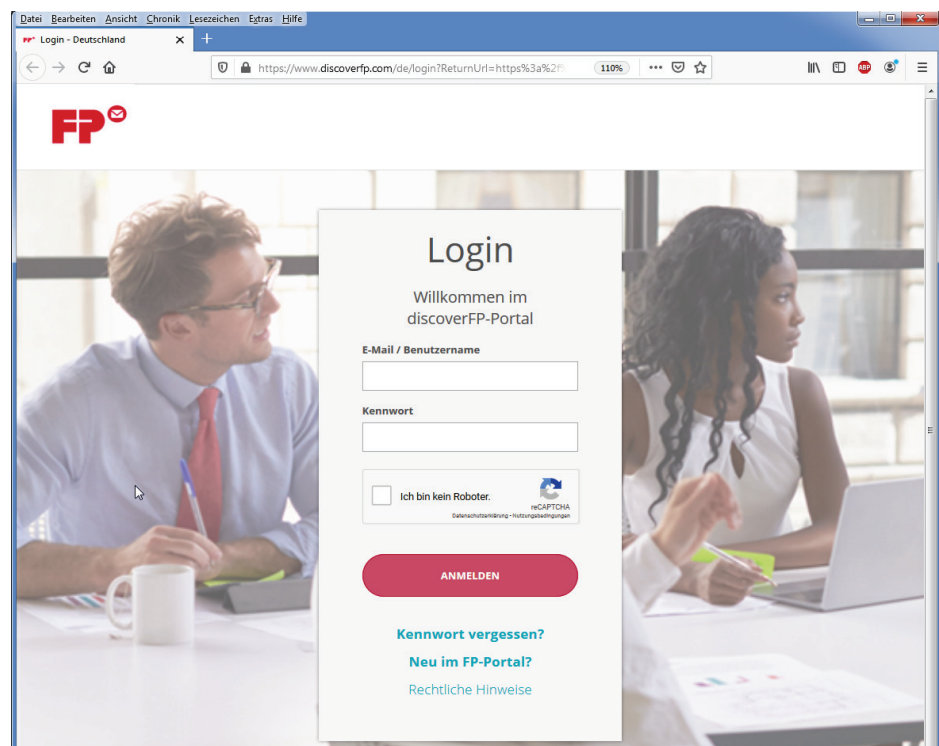 Datei Bearbeiten Ansicht Chronik Lesezeichen Extras Hilfe
FP Login - Deutschland
https://www.discoverfp.com/de/login?ReturnUrl=https%3a%2f
110%
ABP
FP
Login
Willkommen im
discoverFP-Portal
E-Mail / Benutzername
Kennwort
Ich bin kein Roboter.
reCAPTCHA
Datenschutzerklärung - Nutzungsbedingungen
ANMELDEN
Kennwort vergessen?
Neu im FP-Portal?
Rechtliche Hinweise